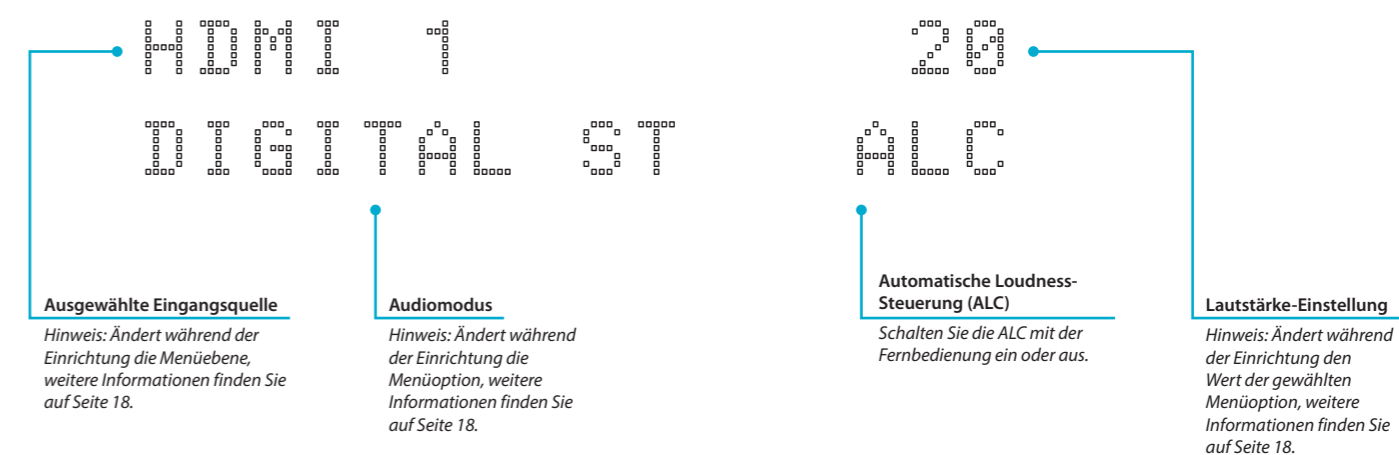 HDMI 1 20
DIGITAL ST ALC
Ausgewählte Eingangsquelle
Hinweis: Ändert während der
Einrichtung die Menüebene,
weitere Informationen finden Sie
auf Seite 18.
Audiomodus
Hinweis: Ändert während
der Einrichtung die
Menüoption, weitere
Informationen finden Sie
auf Seite 18.
Automatische Loudness-
Steuerung (ALC)
Schalten Sie die ALC mit der
Fernbedienung ein oder aus.
Lautstärke-Einstellung
Hinweis: Ändert während
der Einrichtung den
Wert der gewählten
Menüoption, weitere
Informationen finden Sie
auf Seite 18.